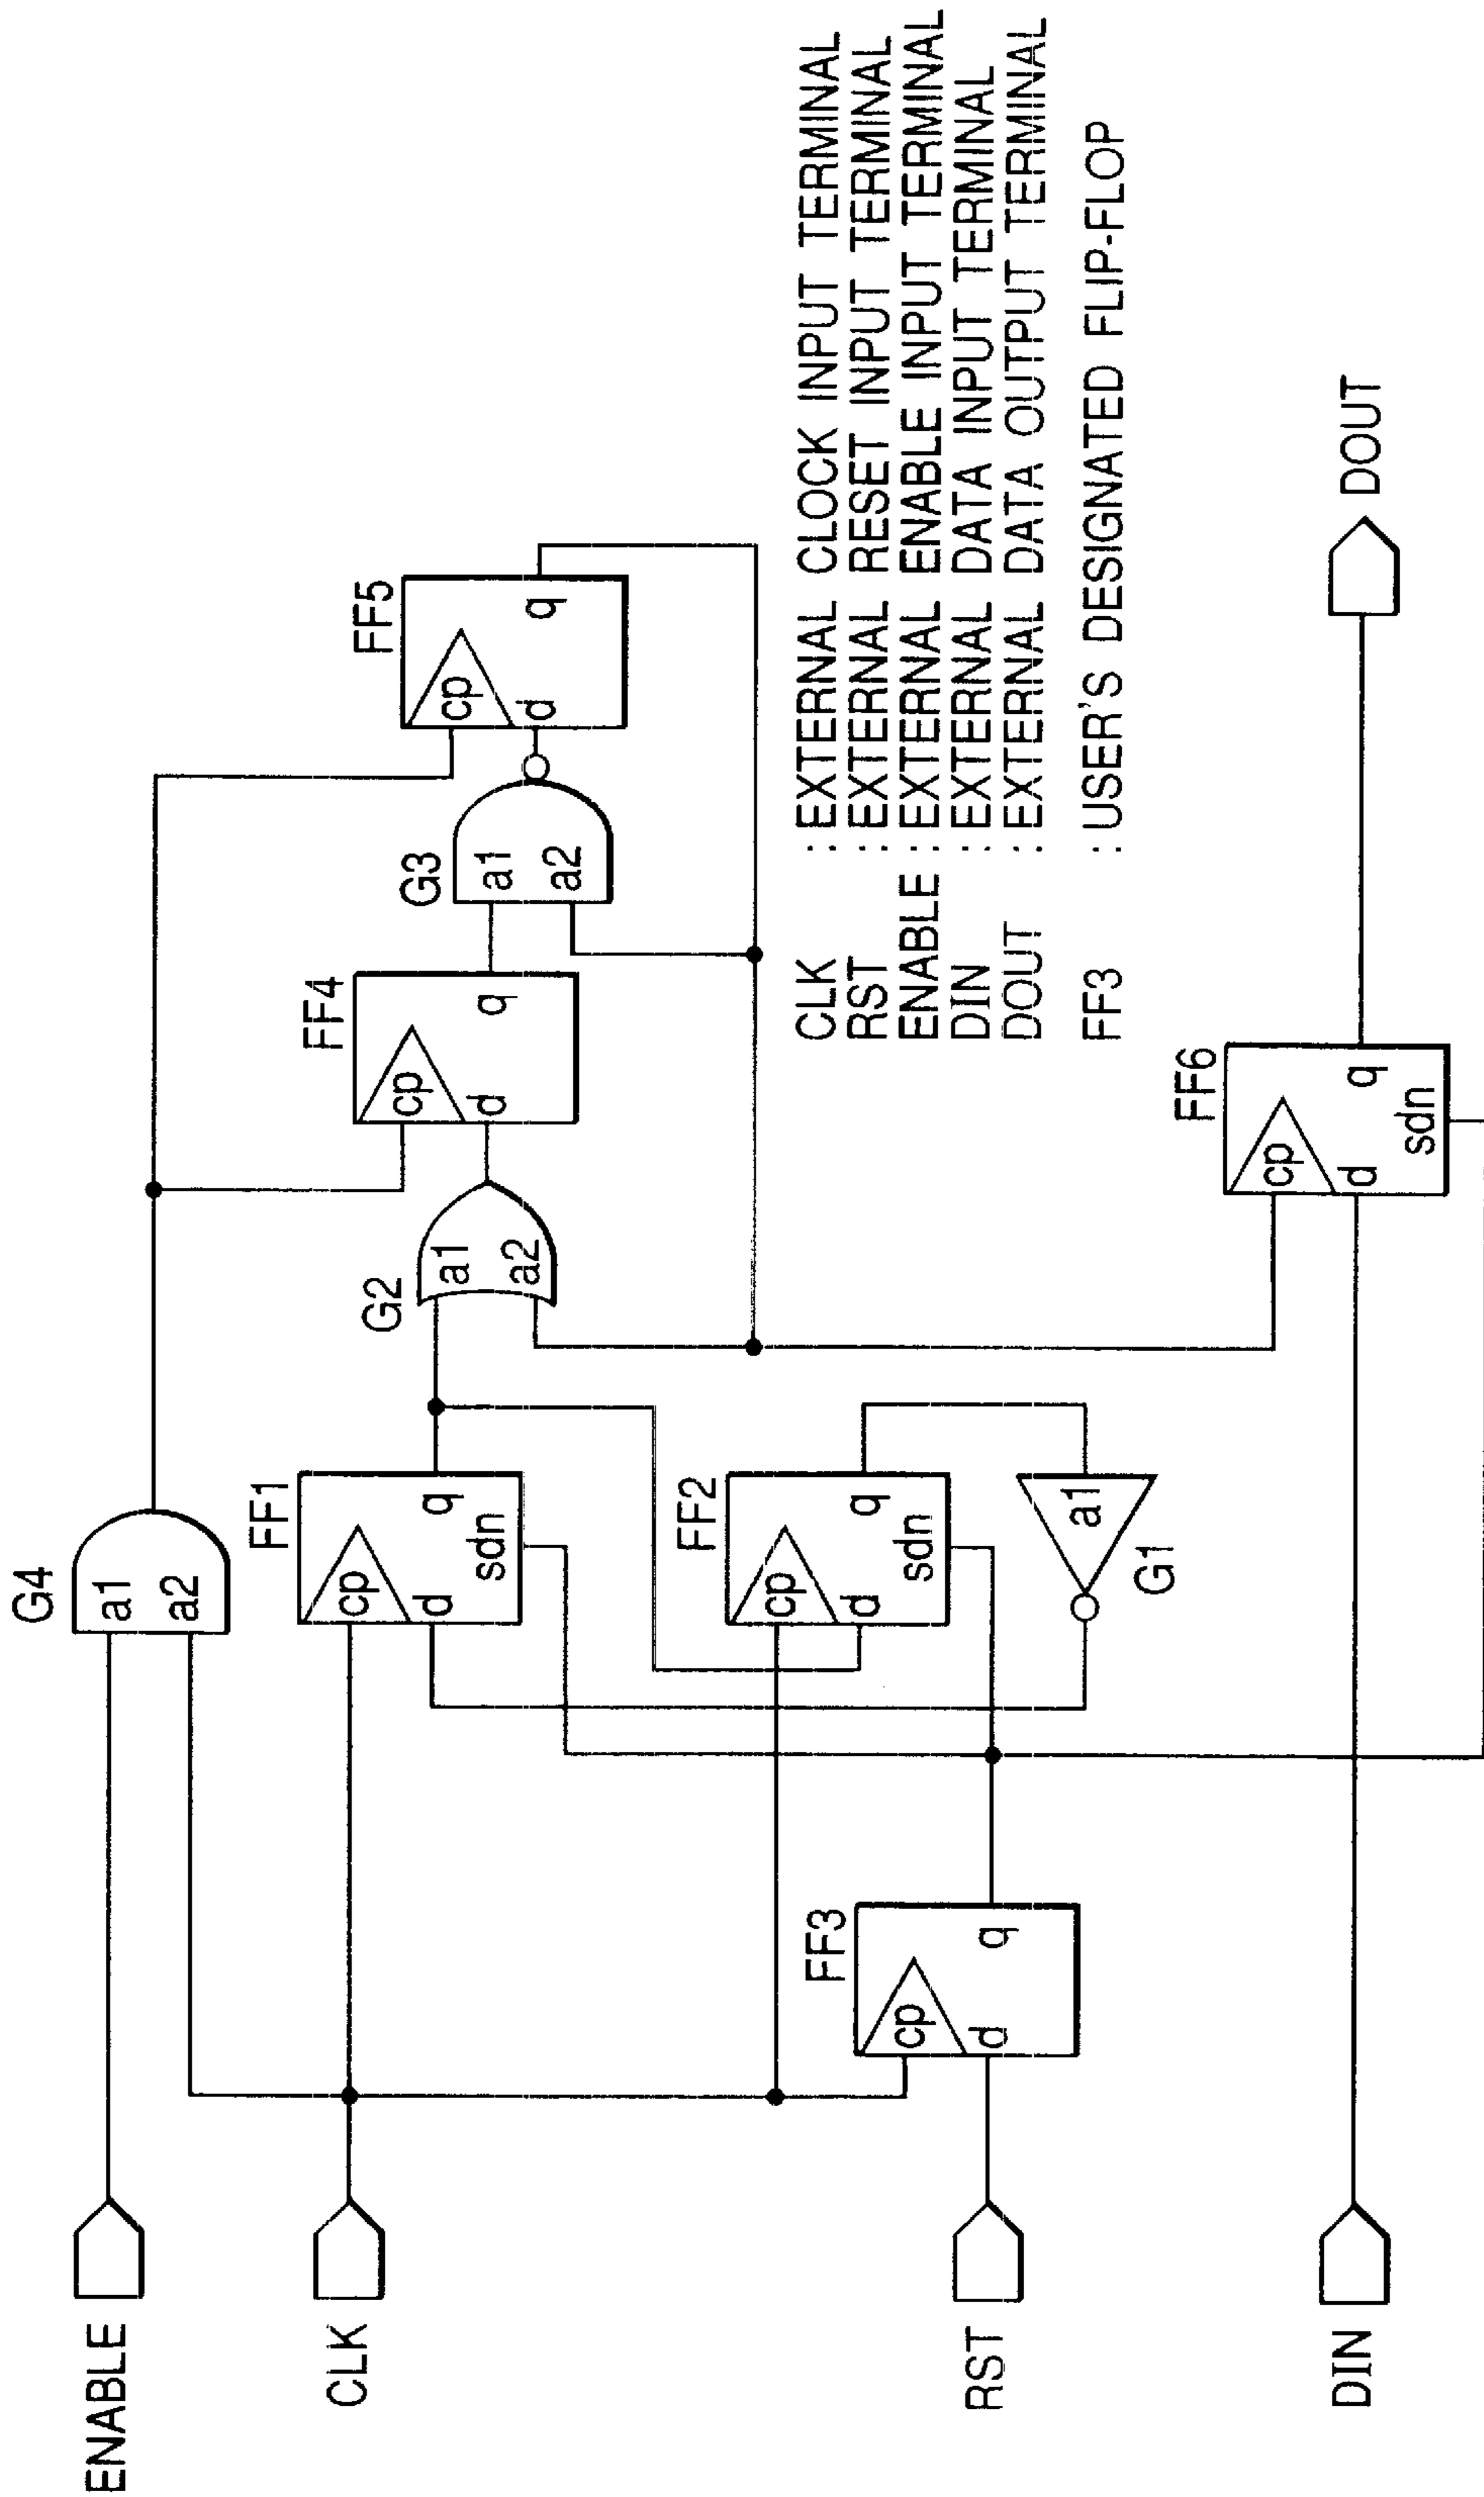 ENABLE
CLK
RST
DIN
G4
a1
a2
FF1
cp
d
q
sdn
FF2
cp
d
q
sdn
G1
a1
FF3
cp
d
q
G2
a1
a2
FF4
cp
d
q
G3
a1
a2
FF5
cp
d
q
FF6
cp
d
q
sdn
DOUT
CLK : EXTERNAL CLOCK INPUT TERMINAL
RST : EXTERNAL RESET INPUT TERMINAL
ENABLE : EXTERNAL ENABLE INPUT TERMINAL
DIN : EXTERNAL DATA INPUT TERMINAL
DOUT : EXTERNAL DATA OUTPUT TERMINAL
FF3 : USER'S DESIGNATED FLIP-FLOP